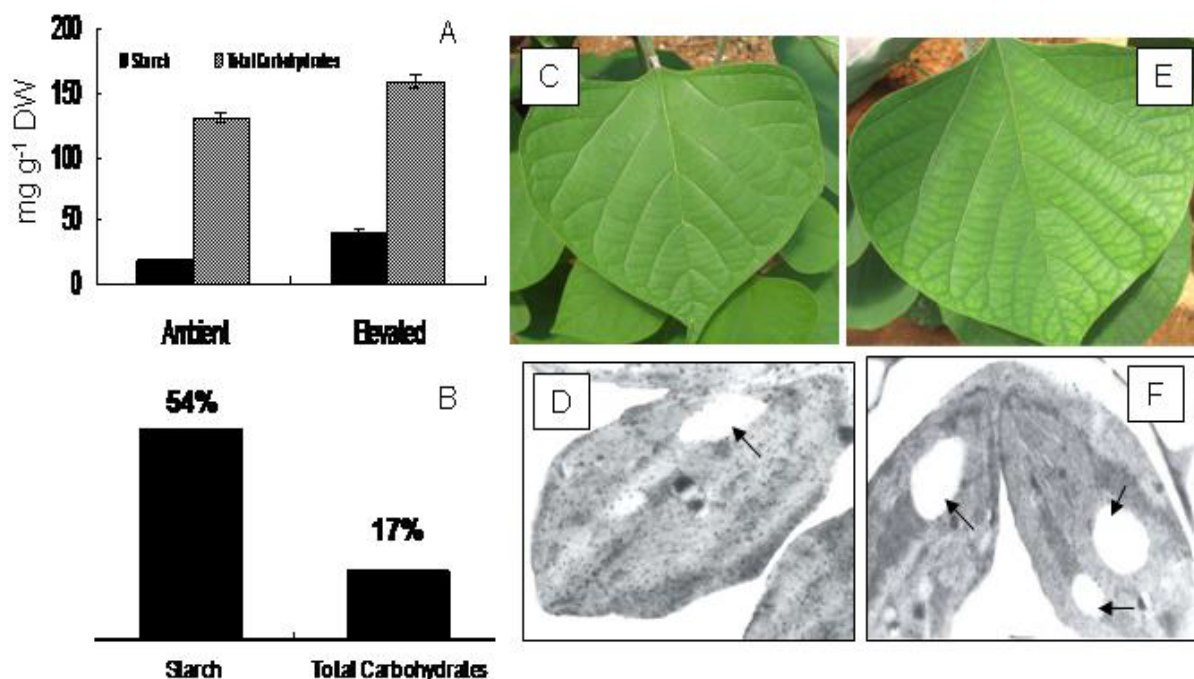 A
200
150
100
50
0
mg g-1 DW
Starch Total Carbohydrates
Ambient Elevated
B
54%
17%
Starch Total Carbohydrates
C
E
D
F